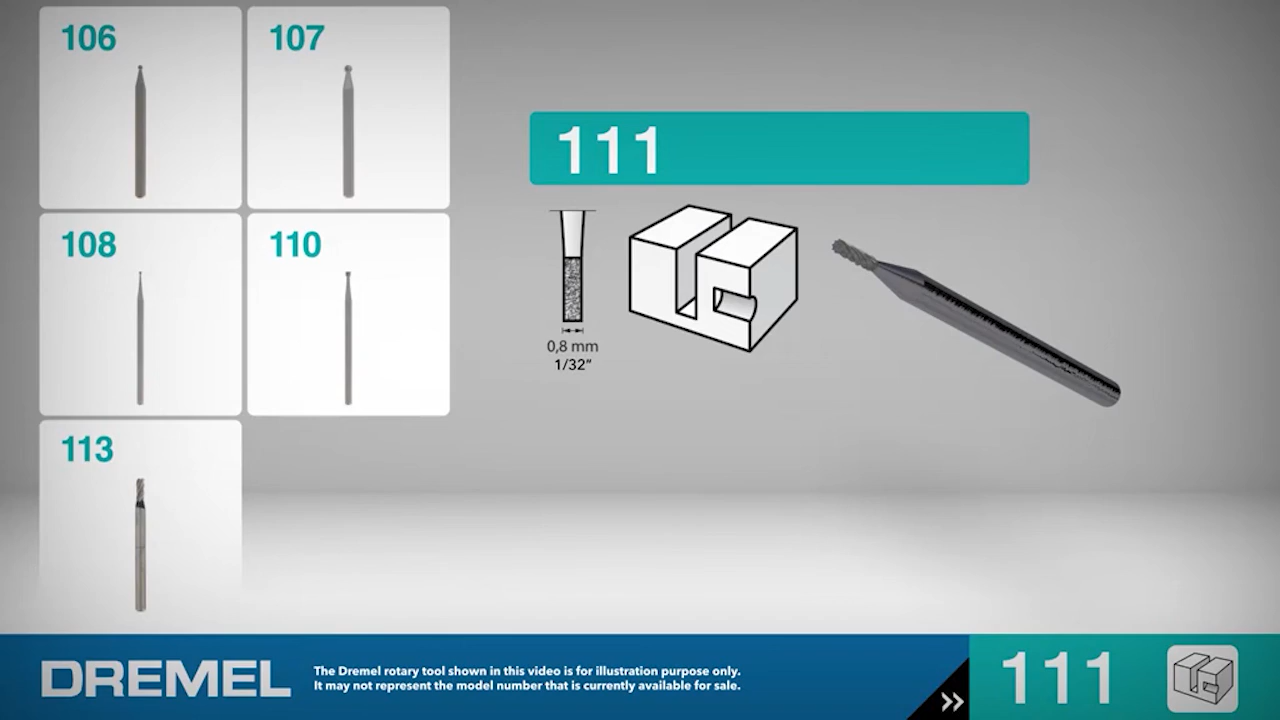 106
107
108
110
113
111
0,8 mm
1/32"
DREMEL
The Dremel rotary tool shown in this video is for illustration purpose only.
It may not represent the model number that is currently available for sale.
111